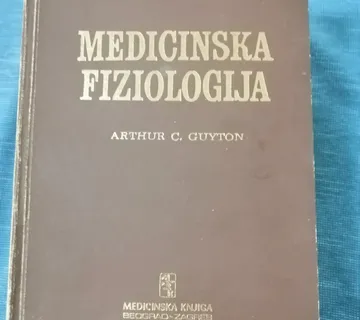 MEDICINSKA
FIZIOLOGIJA
ARTHUR C. GUYTON
MEDICINSKA KNJIGA
BEOGRAD-ZAGREB